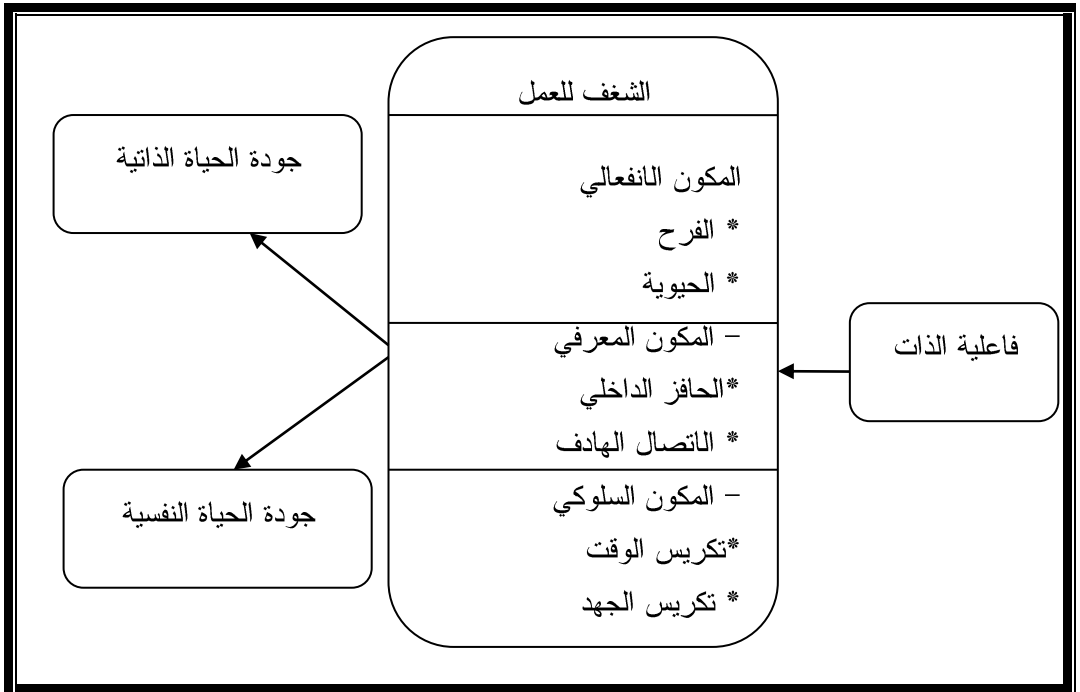 الشغف للعمل
المكون الانفعالي
* الفرح
* الحيوية
- المكون المعرفي
*الحافز الداخلي
* الاتصال الهادف
- المكون السلوكي
*تكريس الوقت
* تكريس الجهد
فاعلية الذات
جودة الحياة الذاتية
جودة الحياة النفسية